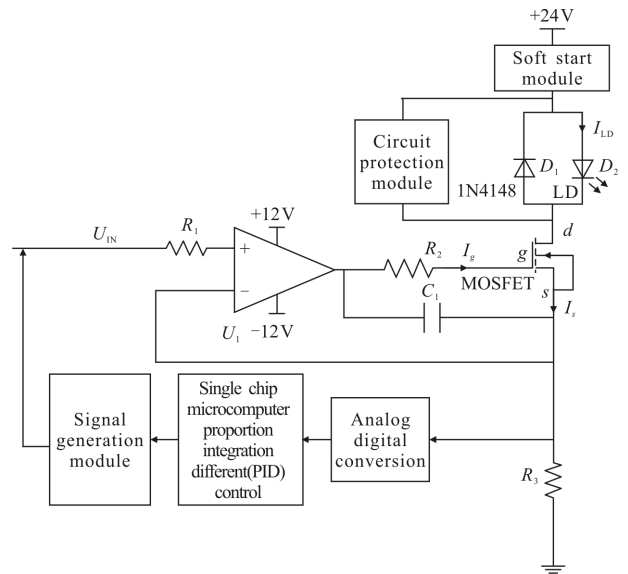 +24V
Soft start
module
I_LD
Circuit
protection
module
D_1
D_2
1N4148
LD
+12V
R_1
U_IN
d
R_2
I_g
g
+
MOSFET
−
C_1
s
I_s
U_1
−12V
Signal
generation
module
Single chip
microcomputer
proportion
integration
different(PID)
control
Analog
digital
conversion
R_3